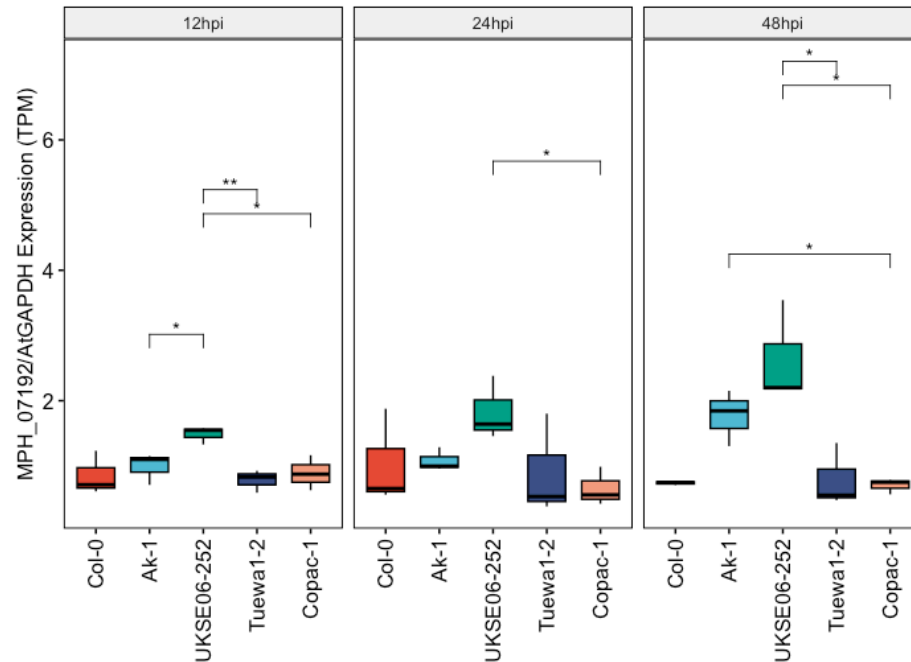 12hpi
24hpi
48hpi
MPH_07192/AtGAPDH Expression (TPM)
6
4
2
*
**
*
*
*
*
*
Col-0
Ak-1
UKSE06-252
Tuewa1-2
Copac-1
Col-0
Ak-1
UKSE06-252
Tuewa1-2
Copac-1
Col-0
Ak-1
UKSE06-252
Tuewa1-2
Copac-1